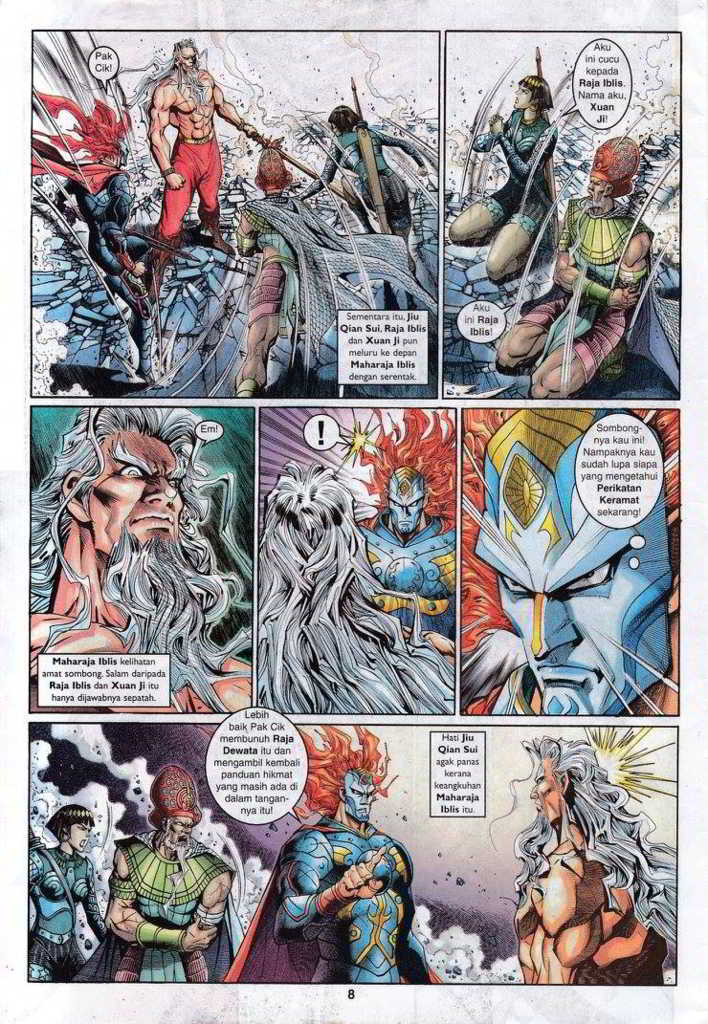 Pak
Cik!
Sementara itu, Jiu
Qian Sui, Raja Iblis
dan Xuan Ji pun
meluru ke depan
Maharaja Iblis
dengan serentak.
Aku
ini cucu
kepada
Raja Iblis.
Nama aku,
Xuan
Ji!
Aku
ini Raja
Iblis!
Em!
Maharaja Iblis kelihatan
amat sombong. Salam daripada
Raja Iblis dan Xuan Ji itu
hanya dijawabnya sepatah.
!
Sombong-
nya kau ini!
Nampaknya kau
sudah lupa siapa
yang mengetahui
Perikatan
Keramat
sekarang!
Lebih
baik Pak Cik
membunuh Raja
Dewata itu dan
mengambil kembali
panduan hikmat
yang masih ada di
dalam tangan-
nya itu!
Hati Jiu
Qian Sui
agak panas
kerana
keangkuhan
Maharaja
Iblis itu.
8